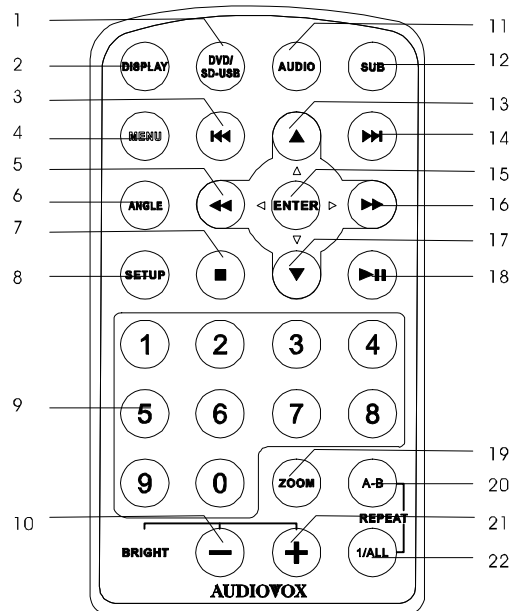 1
11
2
DISPLAY
DVD/
SD-USB
AUDIO
SUB
12
3
13
4
MENU
14
5
15
6
ANGLE
ENTER
16
7
17
8
SETUP
18
1 2 3 4
9
5 6 7 8
9 0
ZOOM
A-B
19
20
REPEAT
10
21
BRIGHT
1/ALL
22
AUDIOVOX